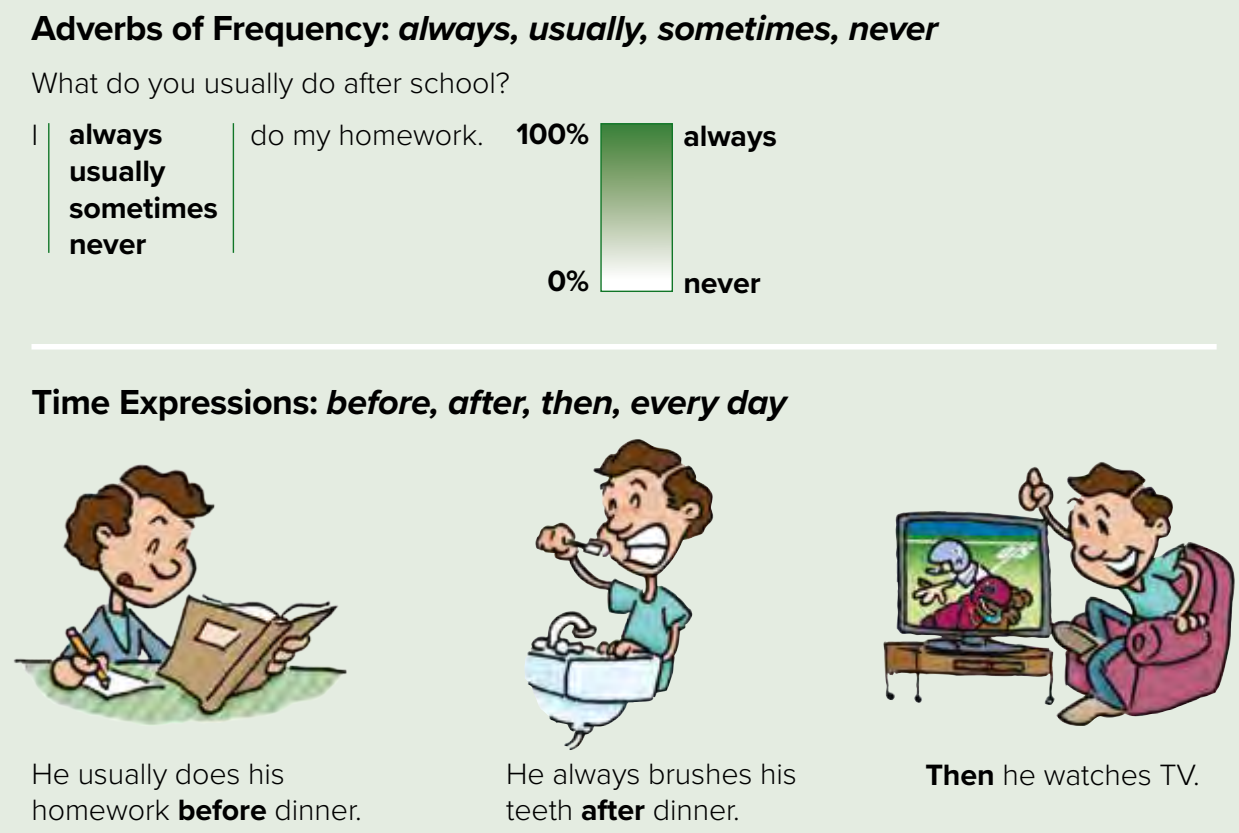 Adverbs of Frequency: always, usually, sometimes, never
What do you usually do after school?
I always do my homework.
usually
sometimes
never
100% always
0% never
Time Expressions: before, after, then, every day
He usually does his
homework before dinner.
He always brushes his
teeth after dinner.
Then he watches TV.